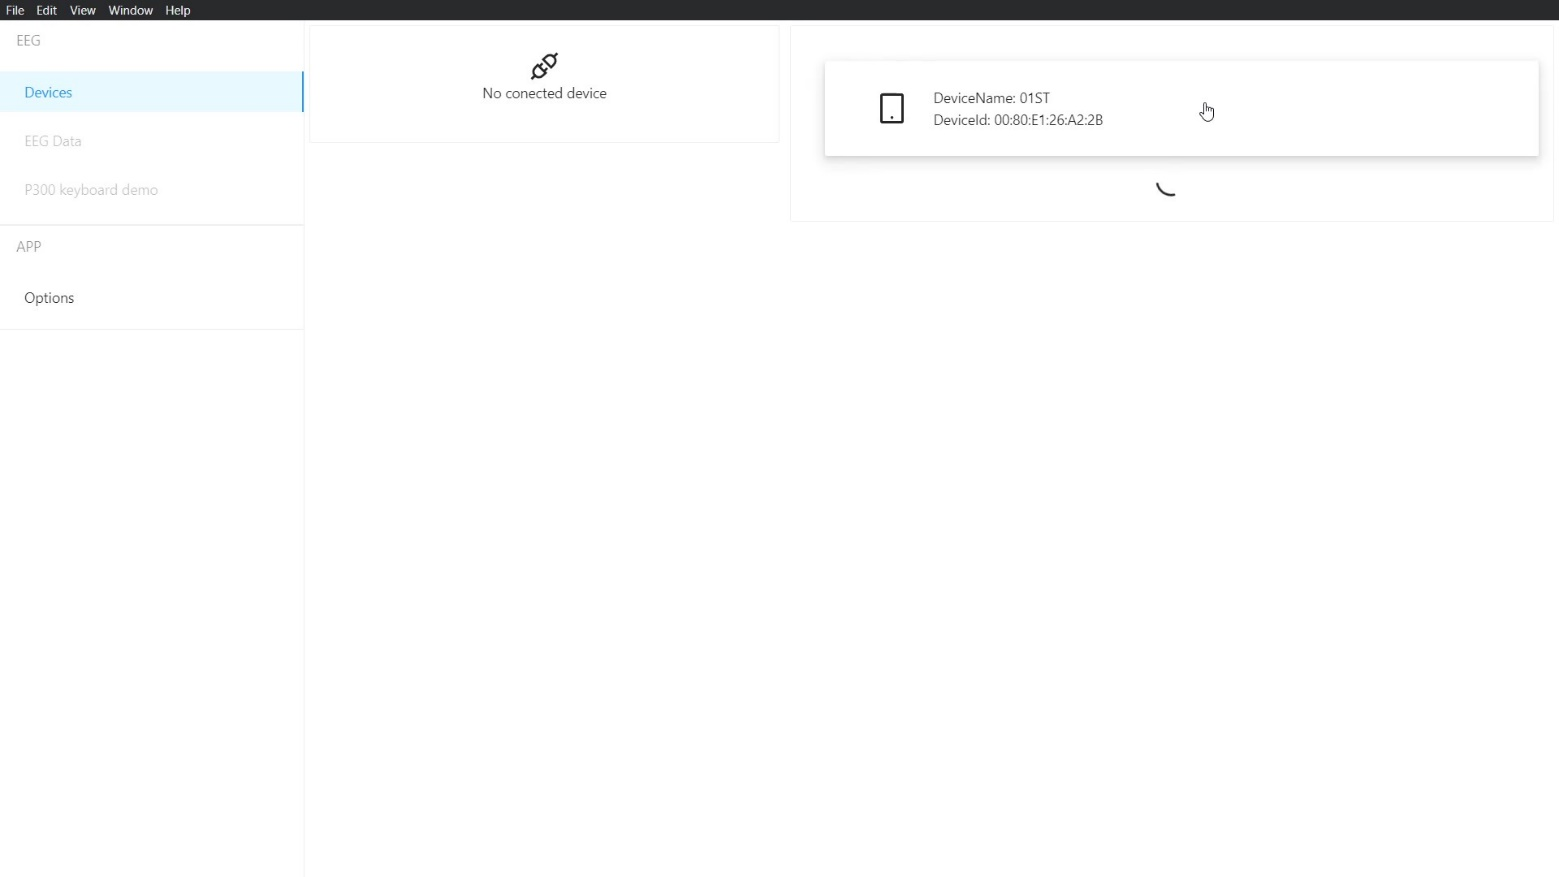 File Edit View Window Help
EEG
Devices
EEG Data
P300 keyboard demo
APP
Options
No conected device
DeviceName: 01ST
DeviceId: 00:80:E1:26:A2:2B